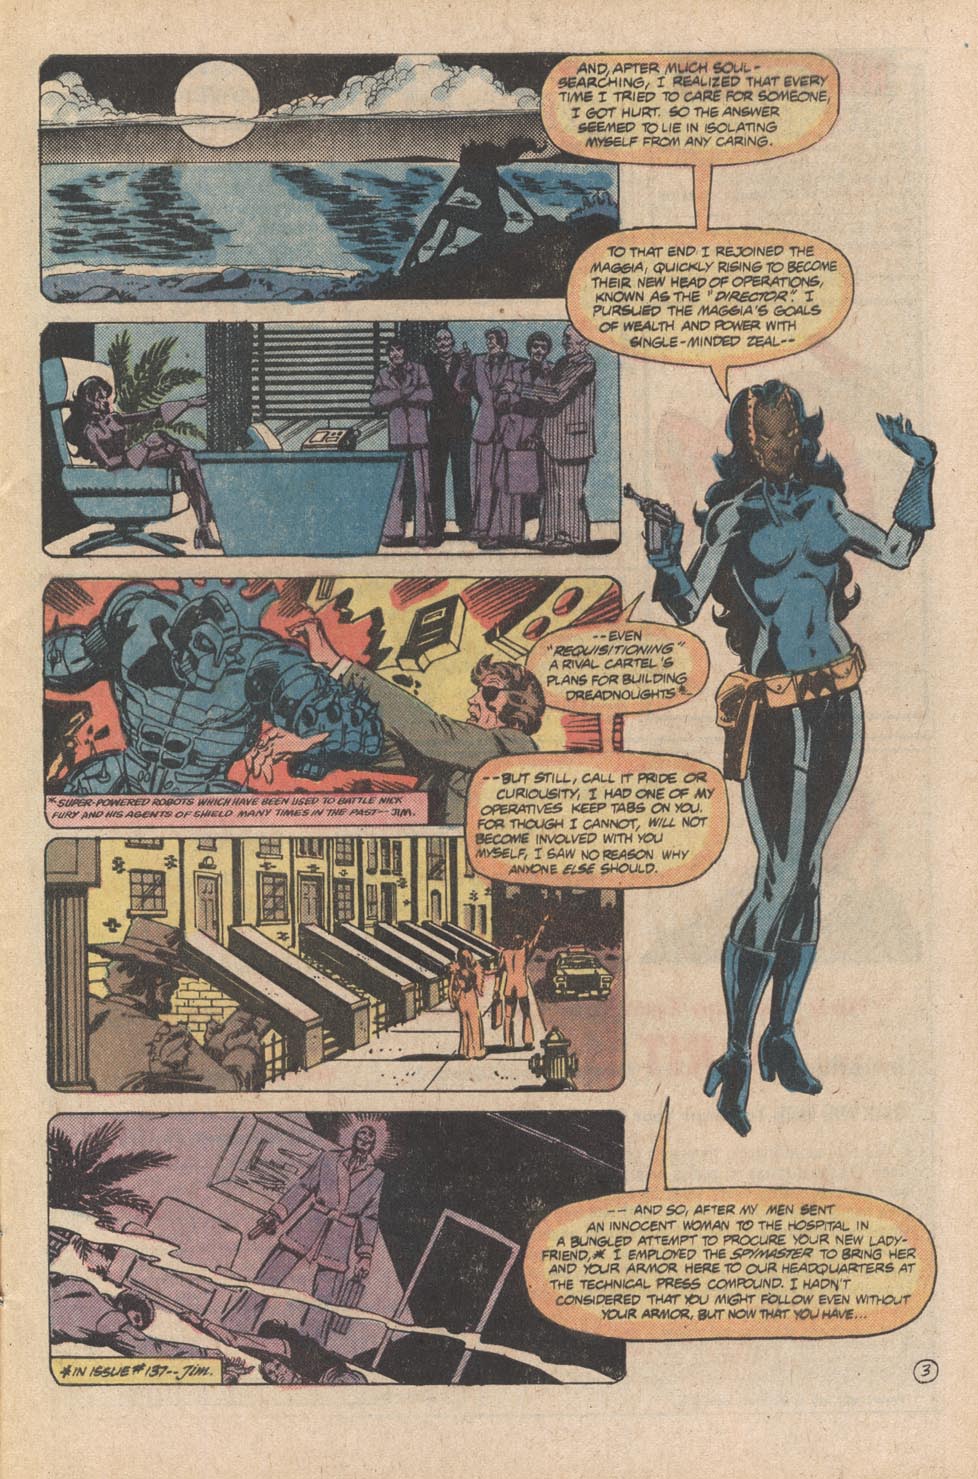 AND, AFTER MUCH SOUL-
SEARCHING, I REALIZED THAT EVERY
TIME I TRIED TO CARE FOR SOMEONE,
I GOT HURT. SO THE ANSWER
SEEMED TO LIE IN ISOLATING
MYSELF FROM ANY CARING.
TO THAT END I REJOINED THE
MAGGIA, QUICKLY RISING TO BECOME
THEIR NEW HEAD OF OPERATIONS,
KNOWN AS THE "DIRECTOR". I
PURSUED THE MAGGIA'S GOALS
OF WEALTH AND POWER WITH
SINGLE-MINDED ZEAL--
--EVEN
"REQUISITIONING"
A RIVAL CARTEL'S
PLANS FOR BUILDING
DREADNOUGHTS*--
*SUPER-POWERED ROBOTS WHICH HAVE BEEN USED TO BATTLE NICK
FURY AND HIS AGENTS OF SHIELD MANY TIMES IN THE PAST--JIM.
--BUT STILL, CALL IT PRIDE OR
CURIOUSITY, I HAD ONE OF MY
OPERATIVES KEEP TABS ON YOU.
FOR THOUGH I CANNOT, WILL NOT
BECOME INVOLVED WITH YOU
MYSELF, I SAW NO REASON WHY
ANYONE ELSE SHOULD.
-- AND SO, AFTER MY MEN SENT
AN INNOCENT WOMAN TO THE HOSPITAL IN
A BUNGLED ATTEMPT TO PROCURE YOUR NEW LADY-
FRIEND,* I EMPLOYED THE SPYMASTER TO BRING HER
AND YOUR ARMOR HERE TO OUR HEADQUARTERS AT
THE TECHNICAL PRESS COMPOUND. I HADN'T
CONSIDERED THAT YOU MIGHT FOLLOW EVEN WITHOUT
YOUR ARMOR, BUT NOW THAT YOU HAVE...
*IN ISSUE #137--JIM.
3